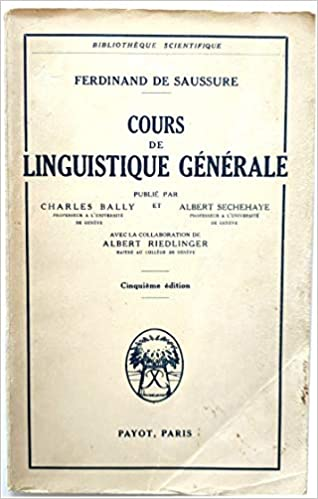 BIBLIOTHÈQUE SCIENTIFIQUE
FERDINAND DE SAUSSURE
COURS
DE
LINGUISTIQUE GÉNÉRALE
PUBLIÉ PAR
CHARLES BALLY
PROFESSEUR A L'UNIVERSITÉ
DE GENÈVE
ET
ALBERT SECHEHAYE
PROFESSEUR A L'UNIVERSITÉ
DE GENÈVE
AVEC LA COLLABORATION DE
ALBERT RIEDLINGER
MAITRE AU COLLÈGE DE GENÈVE
Cinquième édition
PAYOT, PARIS